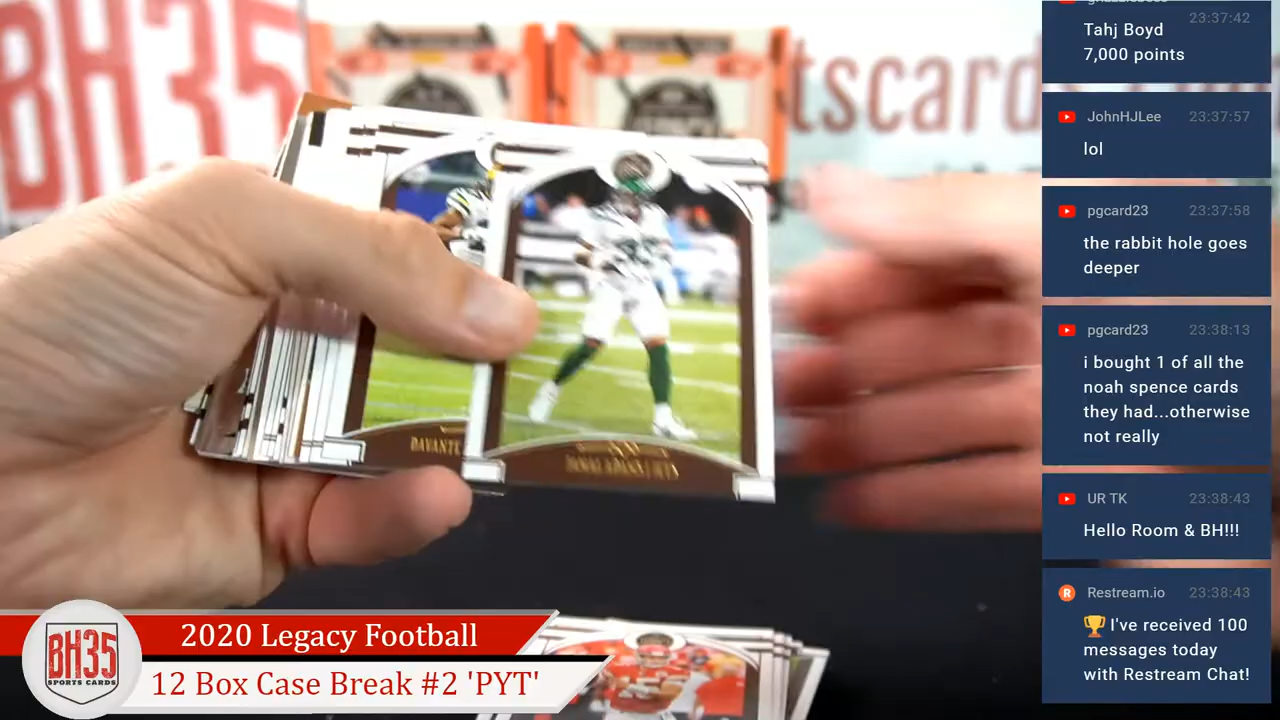 BH35
tscard
DAVANTE
Tahj Boyd
23:37:42
7,000 points
JohnHJLee 23:37:57
lol
pgcard23 23:37:58
the rabbit hole goes
deeper
pgcard23 23:38:13
i bought 1 of all the
noah spence cards
they had...otherwise
not really
UR TK 23:38:43
Hello Room & BH!!!
Restream.io 23:38:43
🏆I've received 100
messages today
with Restream Chat!
BH35
SPORTS CARDS
2020 Legacy Football
12 Box Case Break #2 'PYT'